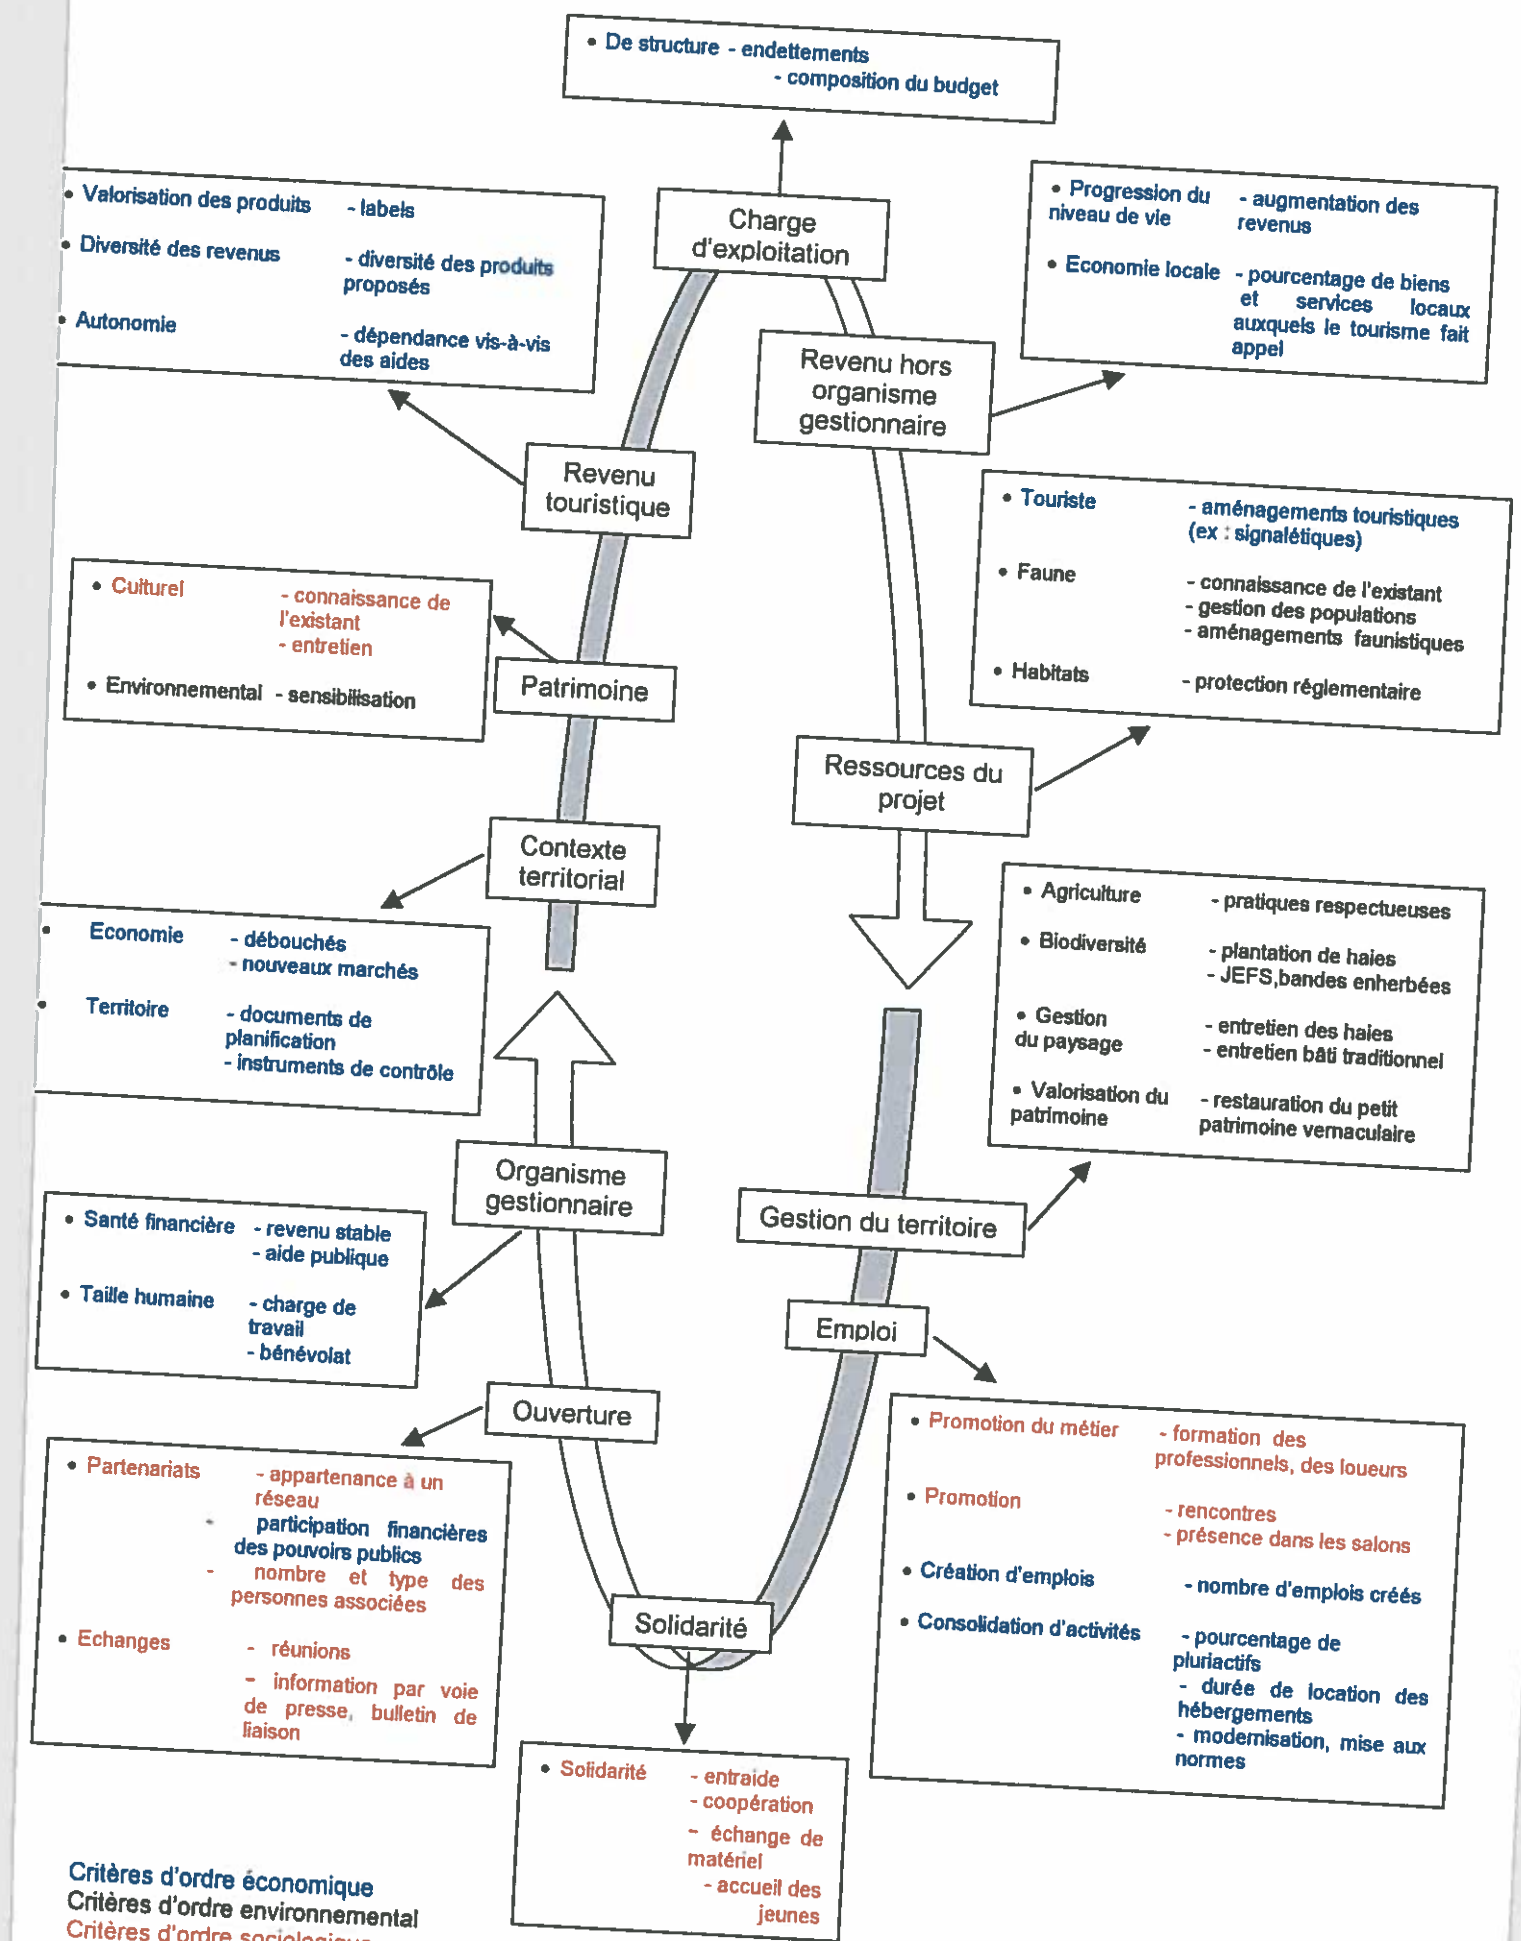 • De structure - endettements
- composition du budget
Charge
d'exploitation
• Valorisation des produits - labels
• Diversité des revenus - diversité des produits
proposés
• Autonomie - dépendance vis-à-vis
des aides
• Progression du - augmentation des
niveau de vie revenus
• Economie locale - pourcentage de biens
et services locaux
auxquels le tourisme fait
appel
Revenu hors
organisme
gestionnaire
Revenu
touristique
• Touriste - aménagements touristiques
(ex : signalétiques)
• Faune - connaissance de l'existant
- gestion des populations
- aménagements faunistiques
• Habitats - protection réglementaire
• Culturel - connaissance de
l'existant
- entretien
• Environnemental - sensibilisation
Patrimoine
Ressources du
projet
Contexte
territorial
• Economie - débouchés
- nouveaux marchés
• Territoire - documents de
planification
- instruments de contrôle
• Agriculture - pratiques respectueuses
• Biodiversité - plantation de haies
- JEFS,bandes enherbées
• Gestion - entretien des haies
du paysage - entretien bâti traditionnel
• Valorisation du - restauration du petit
patrimoine patrimoine vernaculaire
Organisme
gestionnaire
Gestion du territoire
• Santé financière - revenu stable
- aide publique
• Taille humaine - charge de
travail
- bénévolat
Emploi
Ouverture
• Partenariats - appartenance à un
réseau
- participation financières
des pouvoirs publics
- nombre et type des
personnes associées
• Echanges - réunions
- information par voie
de presse, bulletin de
liaison
• Promotion du métier - formation des
professionnels, des loueurs
• Promotion - rencontres
- présence dans les salons
• Création d'emplois - nombre d'emplois créés
• Consolidation d'activités - pourcentage de
pluriactifs
- durée de location des
hébergements
- modernisation, mise aux
normes
Solidarité
• Solidarité - entraide
- coopération
- échange de
matériel
- accueil des
jeunes
Critères d'ordre économique
Critères d'ordre environnemental
Critères d'ordre sociologique